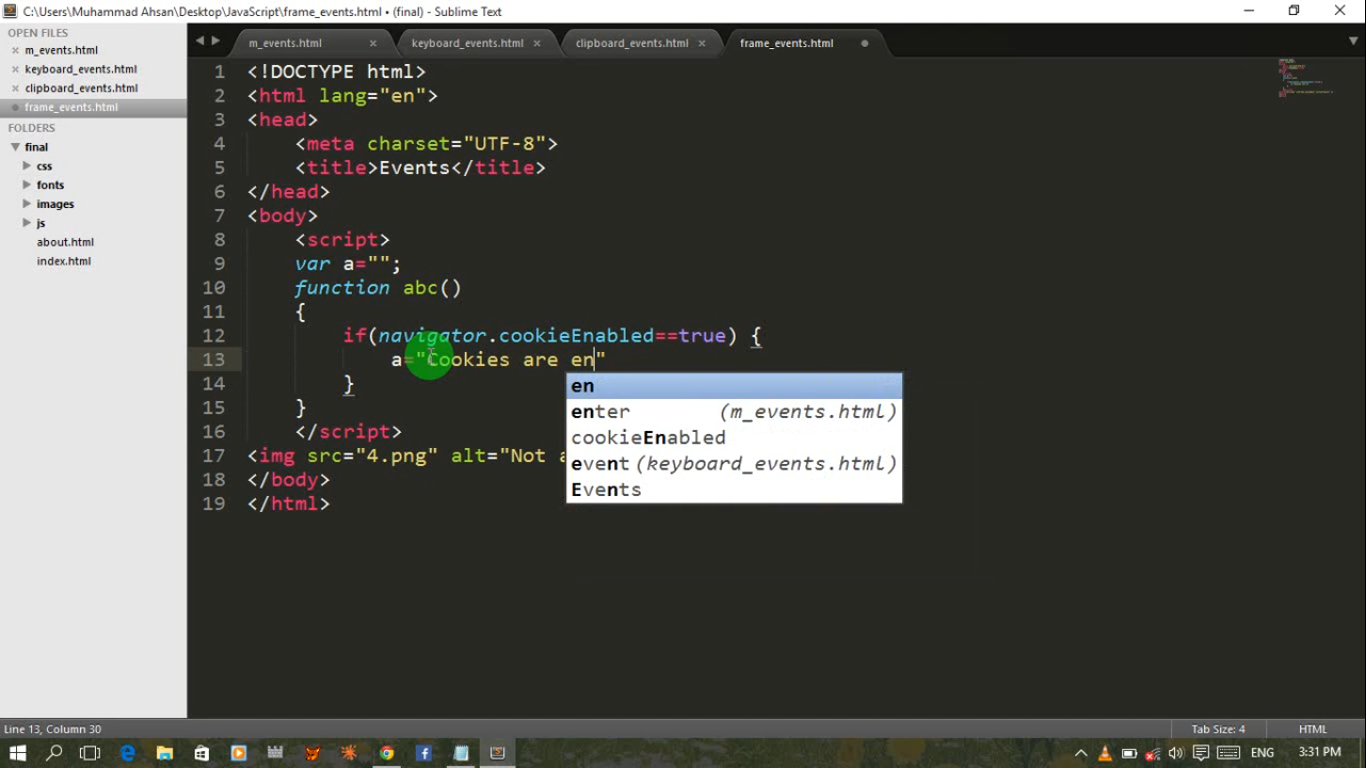 C:\Users\Muhammad Ahsan\Desktop\JavaScript\frame_events.html • (final) - Sublime Text
OPEN FILES
m_events.html
keyboard_events.html
clipboard_events.html
frame_events.html
FOLDERS
final
css
fonts
images
js
about.html
index.html
m_events.html
keyboard_events.html
clipboard_events.html
frame_events.html
1 <!DOCTYPE html>
2 <html lang="en">
3 <head>
4 <meta charset="UTF-8">
5 <title>Events</title>
6 </head>
7 <body>
8 <script>
9 var a="";
10 function abc()
11 {
12 if(navigator.cookieEnabled==true) {
13 a="Cookies are en"
14 }
15 }
16 </script>
17 <img src="4.png" alt="Not
18 </body>
19 </html>
en
enter (m_events.html)
cookieEnabled
event (keyboard_events.html)
Events
Line 13, Column 30
Tab Size: 4
HTML
ENG
3:31 PM